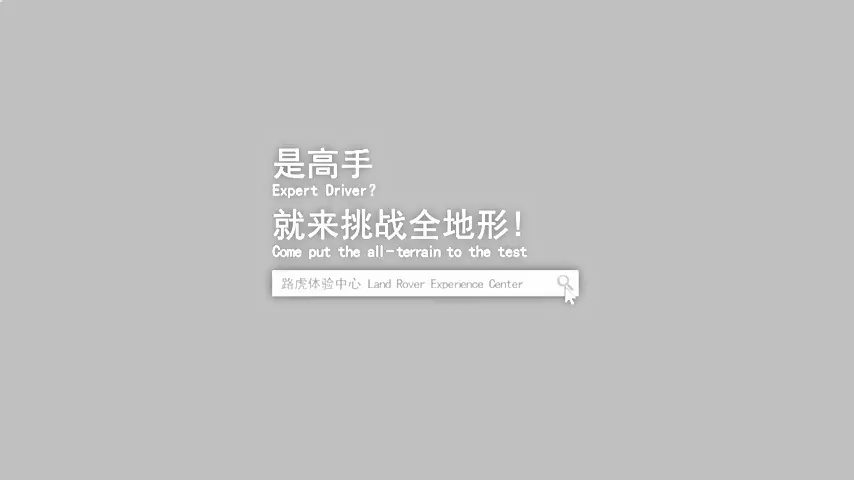 是高手
Expert Driver?
就来挑战全地形!
Come put the all-terrain to the test
路虎体验中心 Land Rover Experience Center